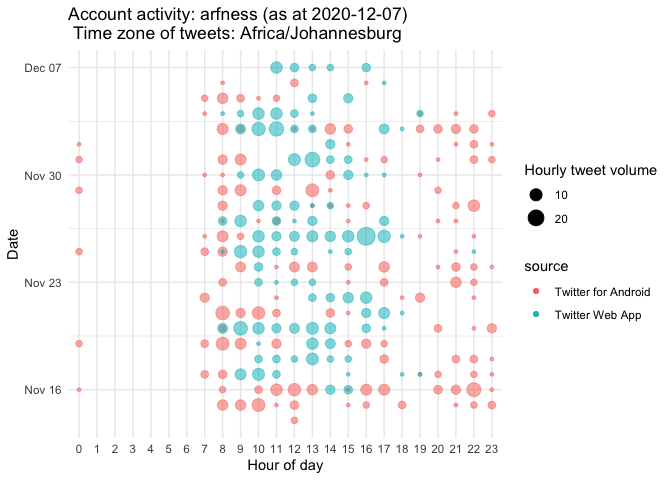 Account activity: arfness (as at 2020-12-07)
Time zone of tweets: Africa/Johannesburg
Date
Dec 07
Nov 30
Nov 23
Nov 16
0 1 2 3 4 5 6 7 8 9 10 11 12 13 14 15 16 17 18 19 20 21 22 23
Hour of day
Hourly tweet volume
10
20
source
Twitter for Android
Twitter Web App